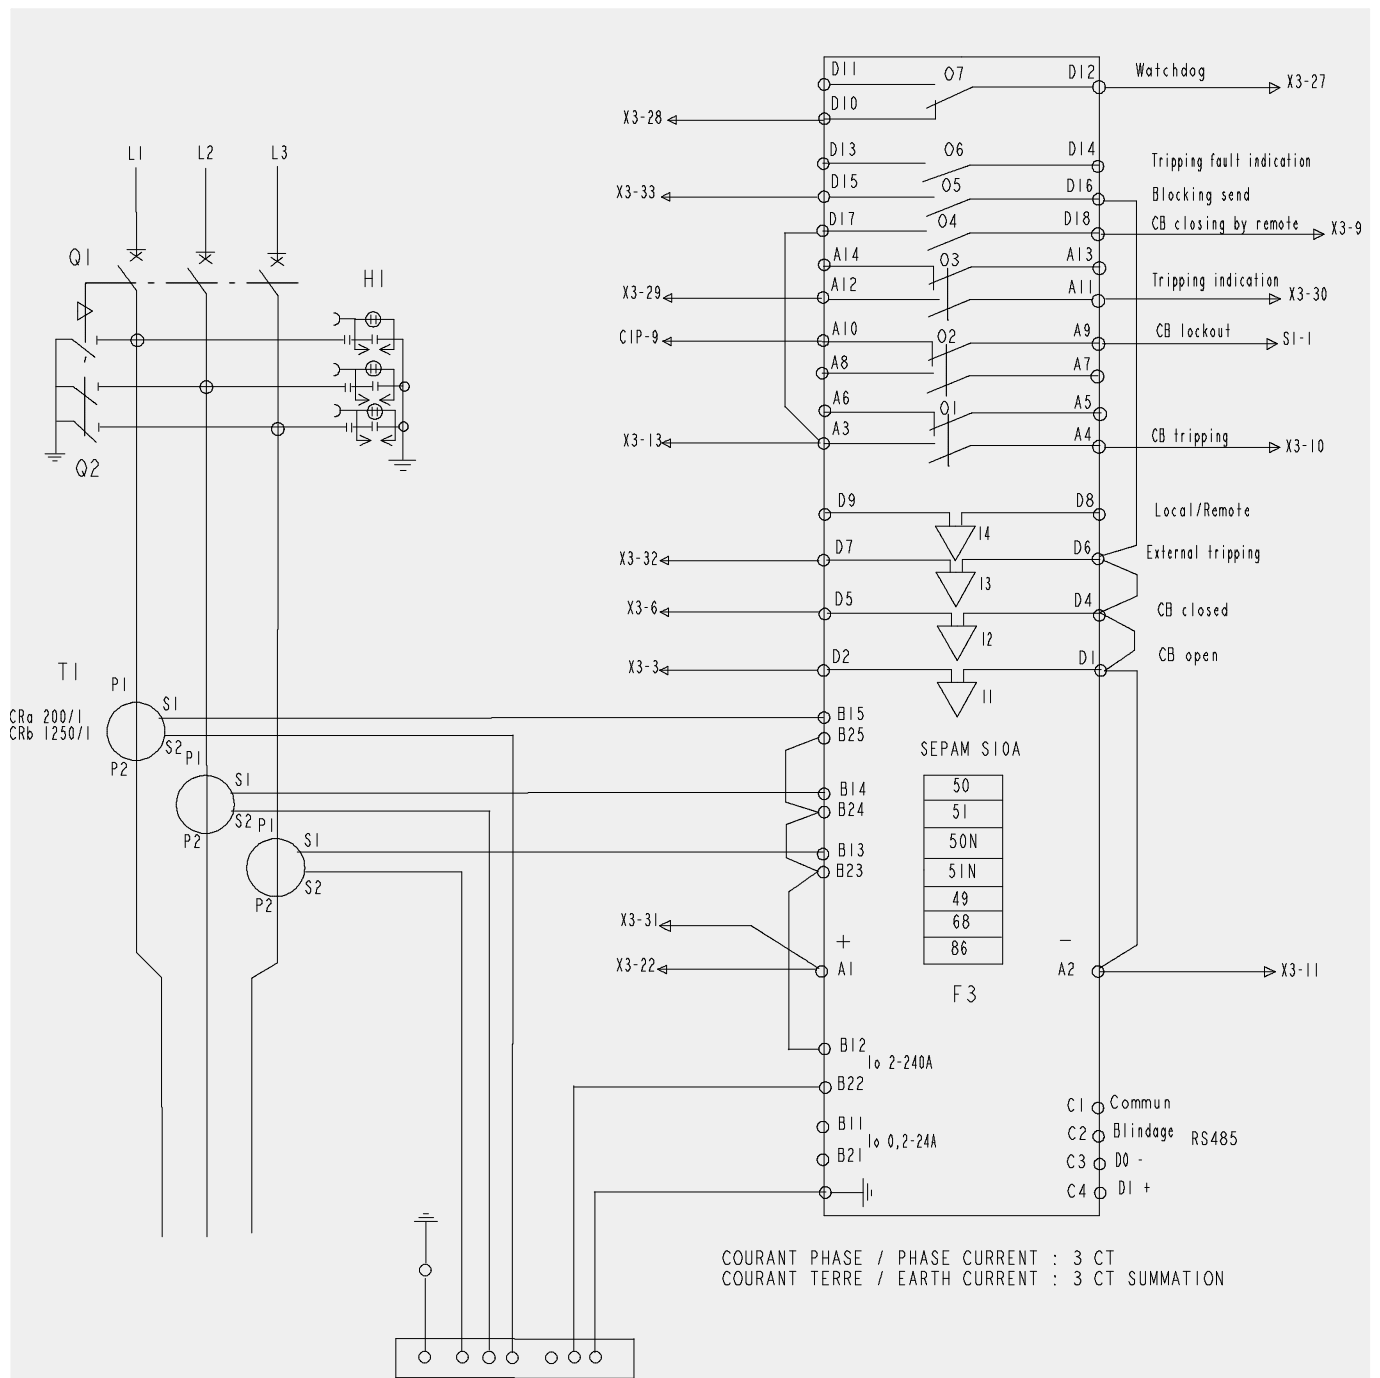 D11 O7 D12 Watchdog X3-27
X3-28 D10
L1 L2 L3
D13 O6 D14 Tripping fault indication
X3-33 D15 O5 D16 Blocking send
D17 O4 D18 CB closing by remote X3-9
Q1 H1
A14 O3 A13
X3-29 A12 A11 Tripping indication X3-30
C1P-9 A10 O2 A9 CB lockout S1-1
A8 A7
A6 O1 A5
X3-13 A3 A4 CB tripping X3-10
Q2
D9 D8 Local/Remote
I4
X3-32 D7 D6 External tripping
I3
X3-6 D5 D4 CB closed
I2
X3-3 D2 D1 CB open
I1
T1
P1 S1
CRa 200/1
CRb 1250/1
S2
P2
B15
B25
SEPAM S10A
P1 S1
S2
P2
B14
B24
50
51
50N
51N
49
68
86
P1 S1
S2
P2
B13
B23
X3-31 + -
X3-22 A1 A2 X3-11
F3
B12
Io 2-240A
B22
B11
Io 0,2-24A
B21
C1 Commun
C2 Blindage RS485
C3 D0 -
C4 D1 +
COURANT PHASE / PHASE CURRENT : 3 CT
COURANT TERRE / EARTH CURRENT : 3 CT SUMMATION